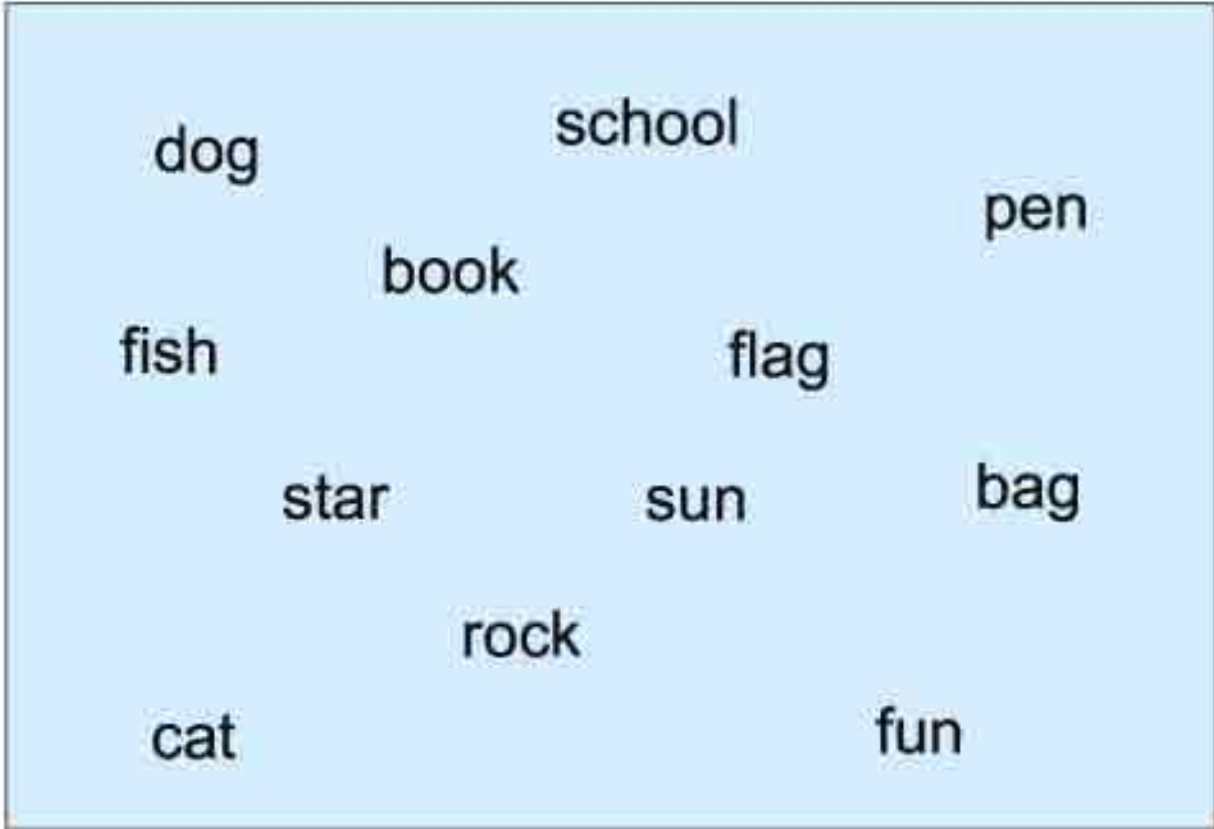 dog
school
pen
book
fish
flag
star
sun
bag
rock
cat
fun